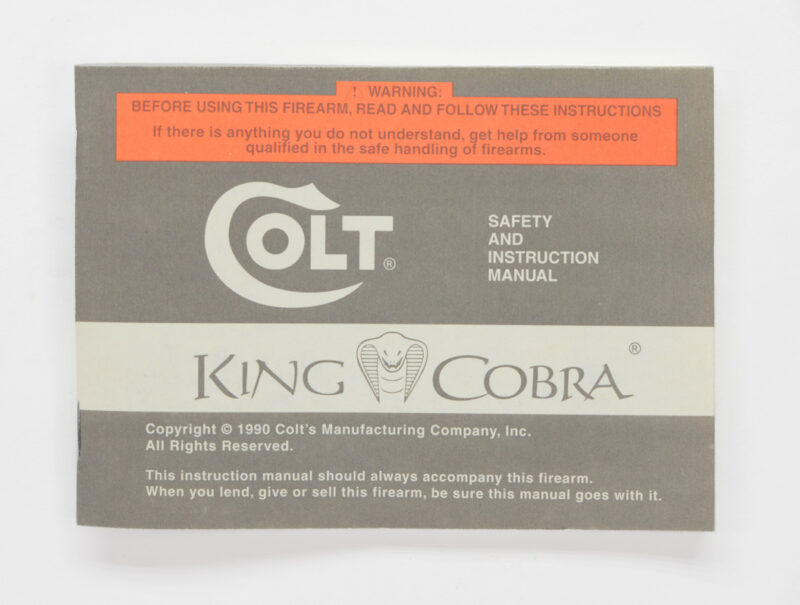 ! WARNING:
BEFORE USING THIS FIREARM, READ AND FOLLOW THESE INSTRUCTIONS
If there is anything you do not understand, get help from someone
qualified in the safe handling of firearms.
COLT®
SAFETY
AND
INSTRUCTION
MANUAL
KING COBRA®
Copyright © 1990 Colt's Manufacturing Company, Inc.
All Rights Reserved.
This instruction manual should always accompany this firearm.
When you lend, give or sell this firearm, be sure this manual goes with it.